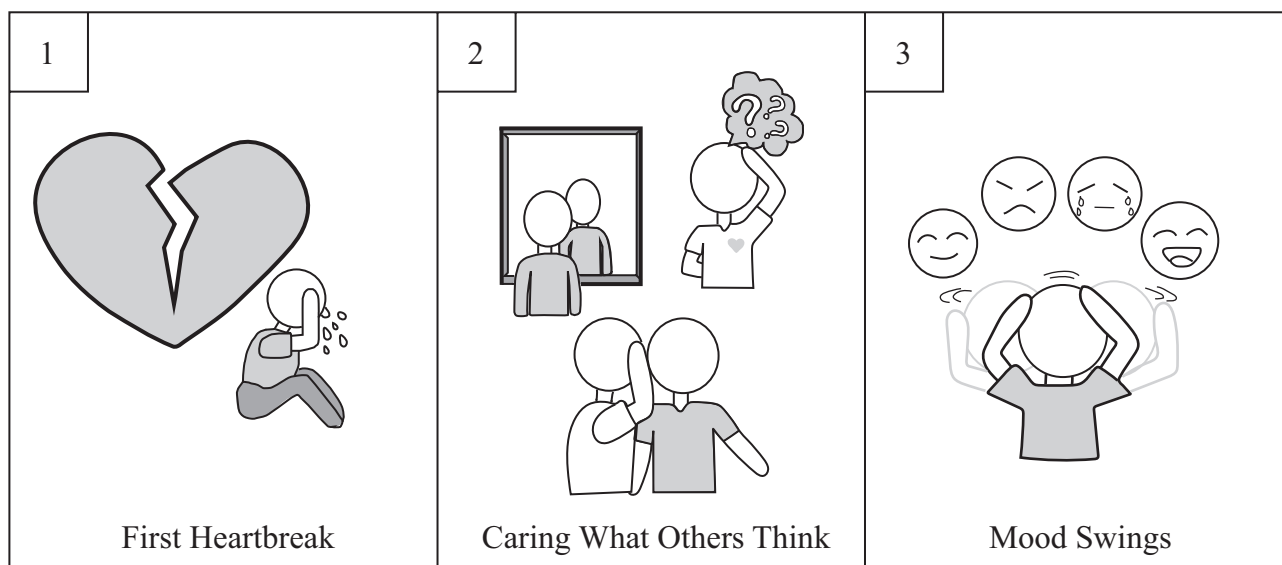 1
2
3
? ? ?
First Heartbreak
Caring What Others Think
Mood Swings